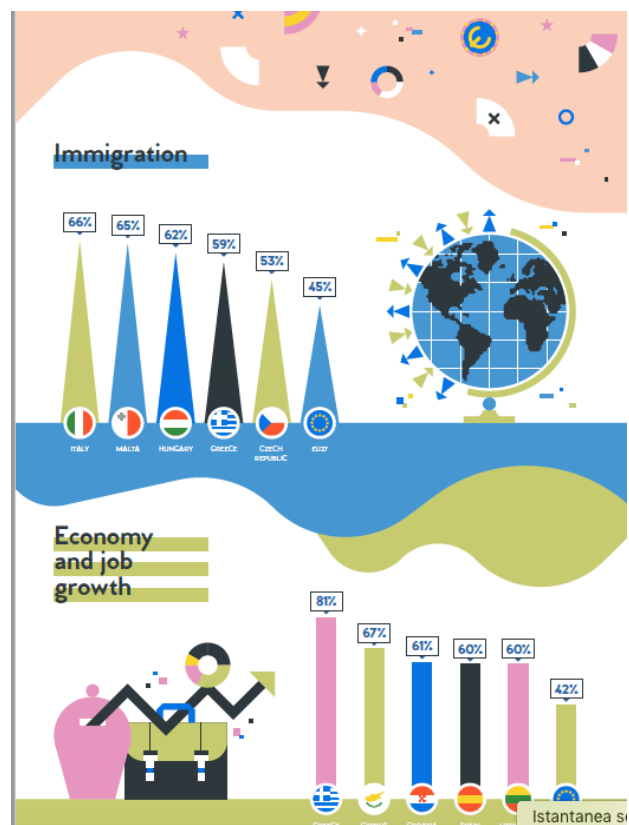 Immigration
66%
65%
62%
59%
53%
45%
ITALY
MALTA
HUNGARY
GREECE
CZECH
REPUBLIC
EU27
Economy
and job
growth
81%
67%
61%
60%
60%
42%
Istantanea